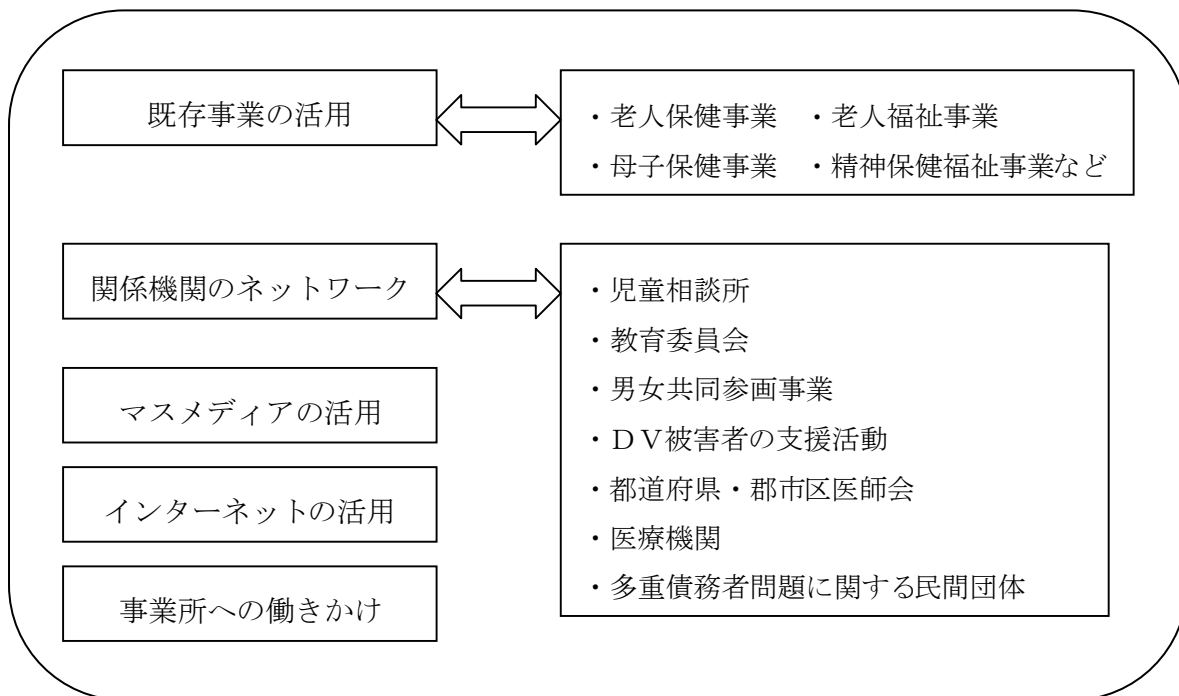 既存事業の活用
・老人保健事業　・老人福祉事業
・母子保健事業　・精神保健福祉事業など
関係機関のネットワーク
・児童相談所
・教育委員会
・男女共同参画事業
・ＤＶ被害者の支援活動
・都道府県・郡市区医師会
・医療機関
・多重債務者問題に関する民間団体
マスメディアの活用
インターネットの活用
事業所への働きかけ